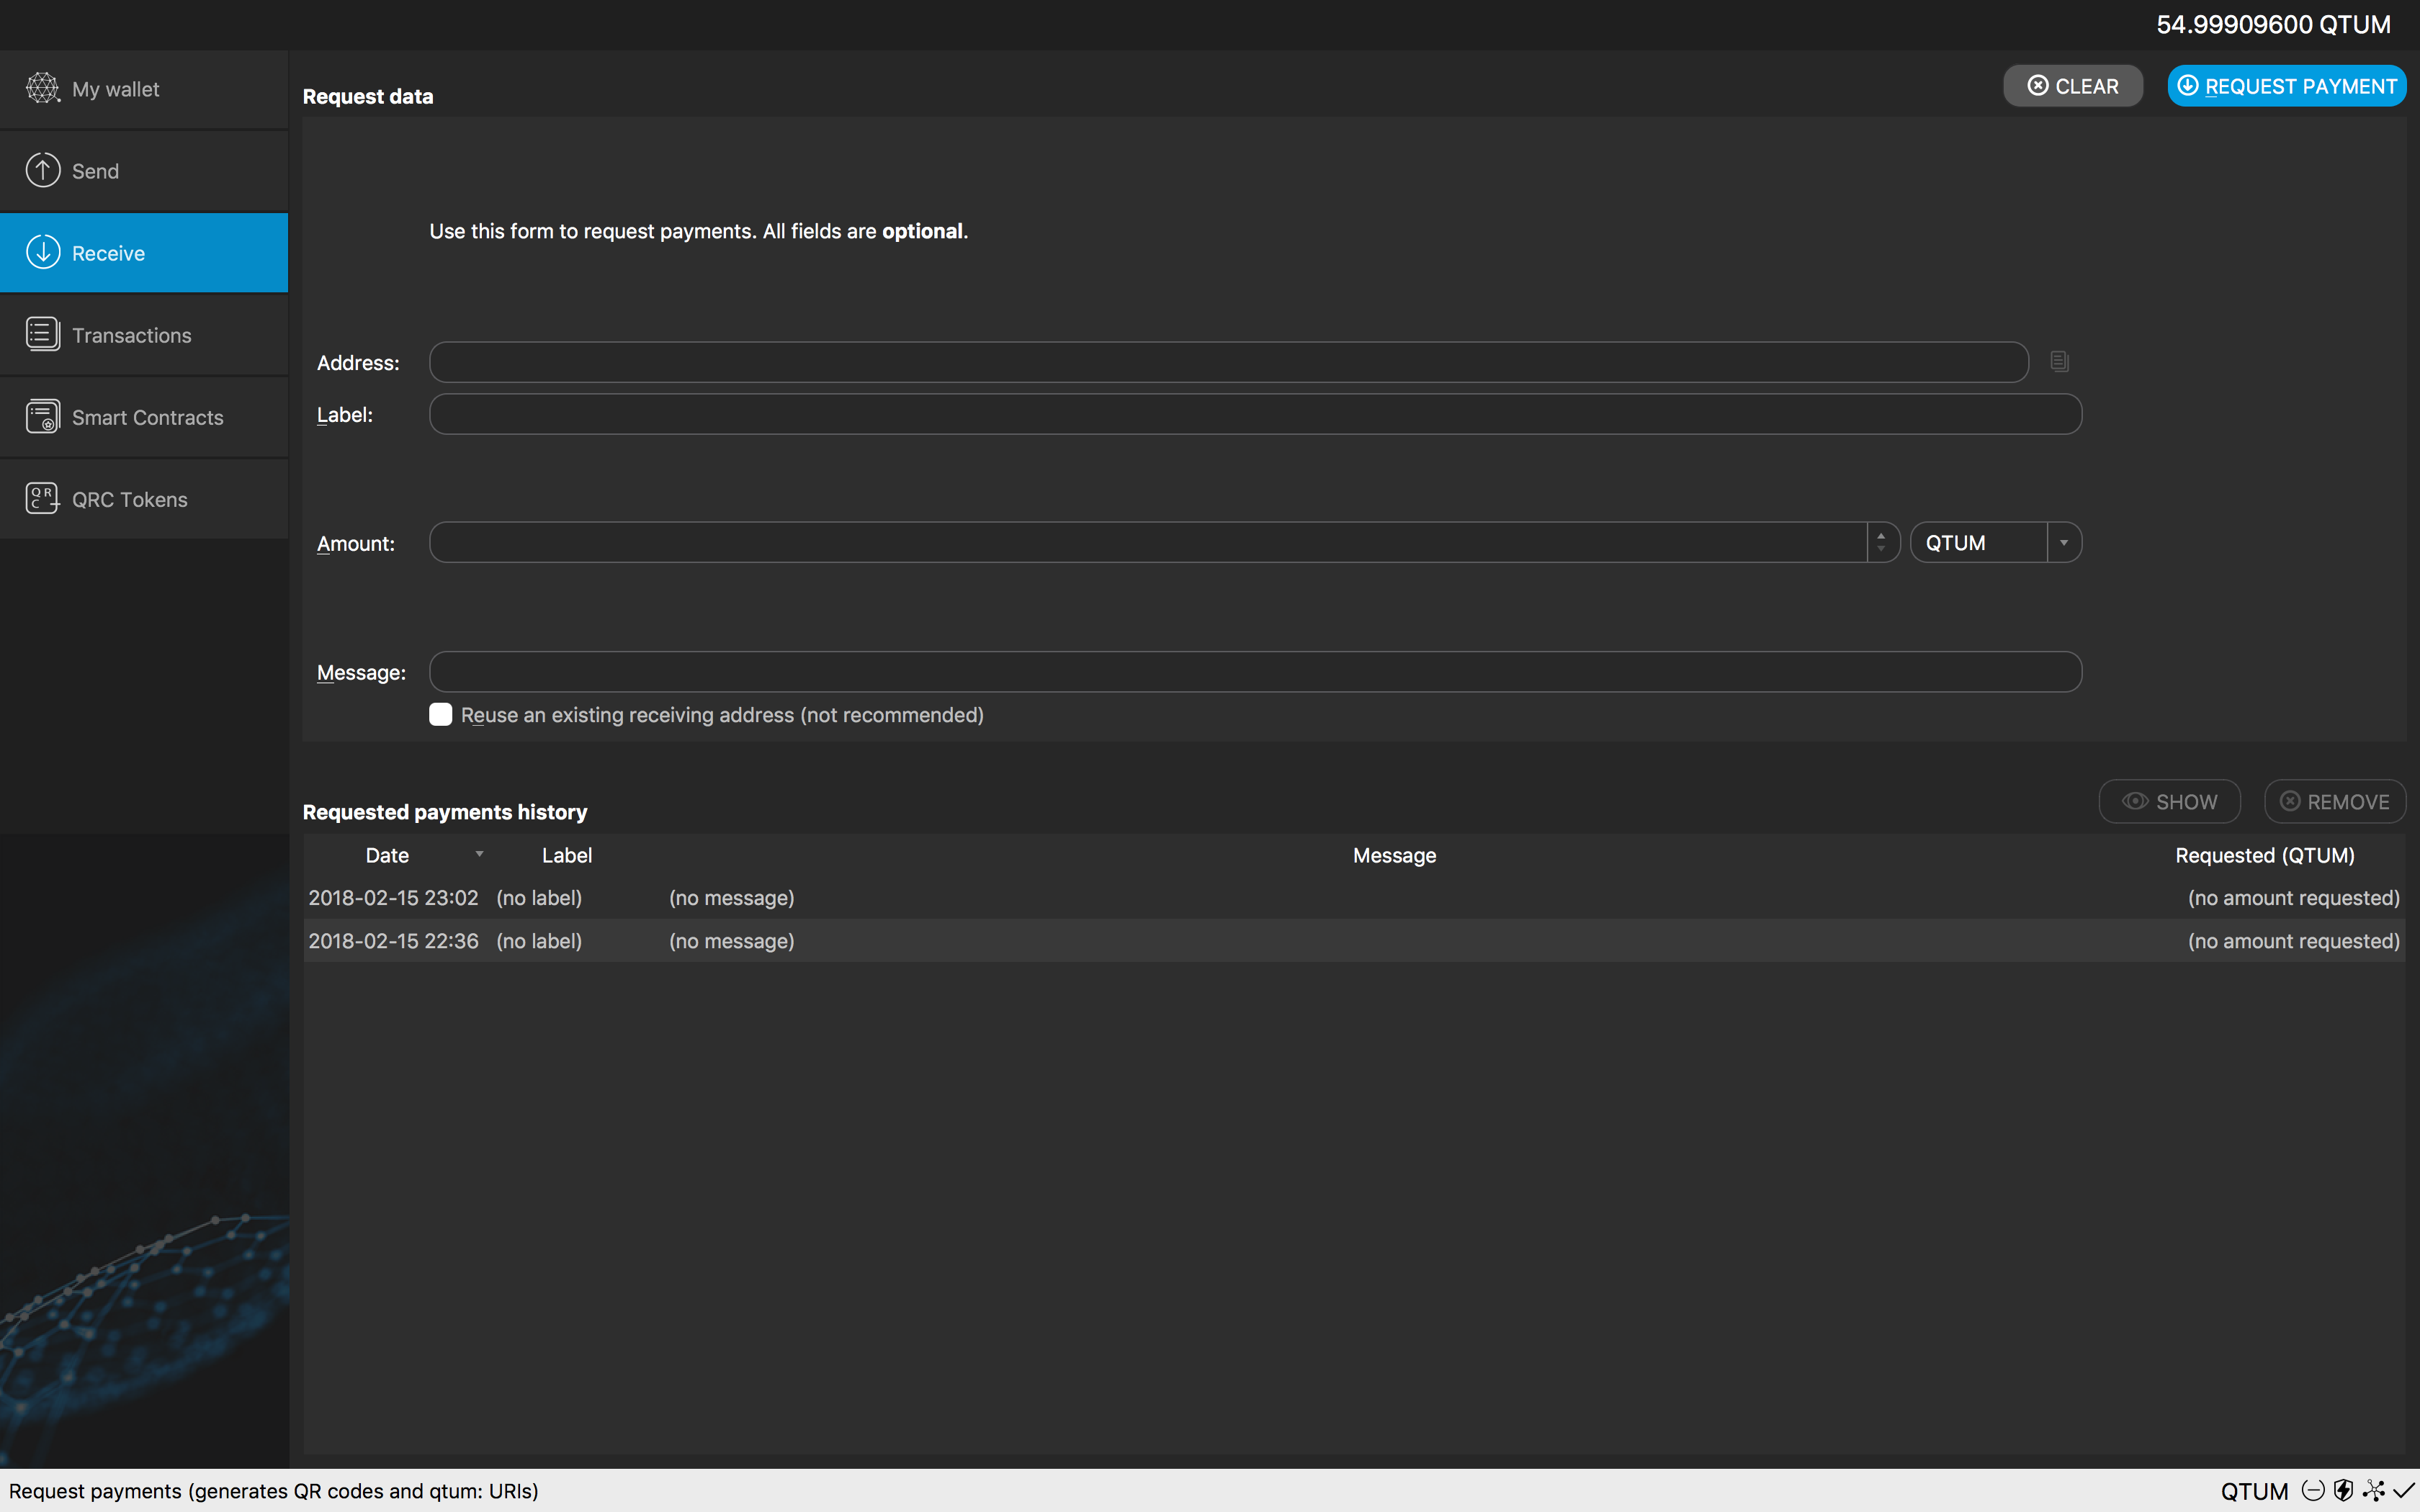 54.99909600 QTUM
My wallet
Send
Receive
Transactions
Smart Contracts
QRC Tokens
Request data
CLEAR
REQUEST PAYMENT
Use this form to request payments. All fields are optional.
Address:
Label:
Amount:
QTUM
Message:
Reuse an existing receiving address (not recommended)
Requested payments history
SHOW
REMOVE
Date Label Message Requested (QTUM)
2018-02-15 23:02 (no label) (no message) (no amount requested)
2018-02-15 22:36 (no label) (no message) (no amount requested)
Request payments (generates QR codes and qtum: URIs)
QTUM